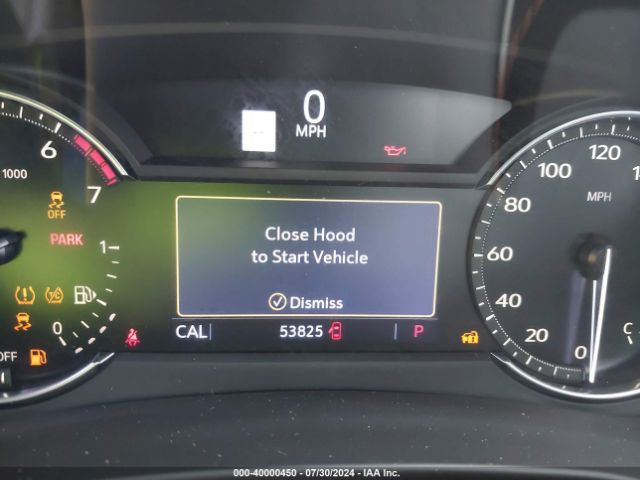 0
MPH
6
1000
7
OFF
PARK
1
0
OFF
Close Hood
to Start Vehicle
Dismiss
CAL 53825 P
120
100
MPH
80
60
40
20
0
C
000-40000450 - 07/30/2024 - IAA Inc.